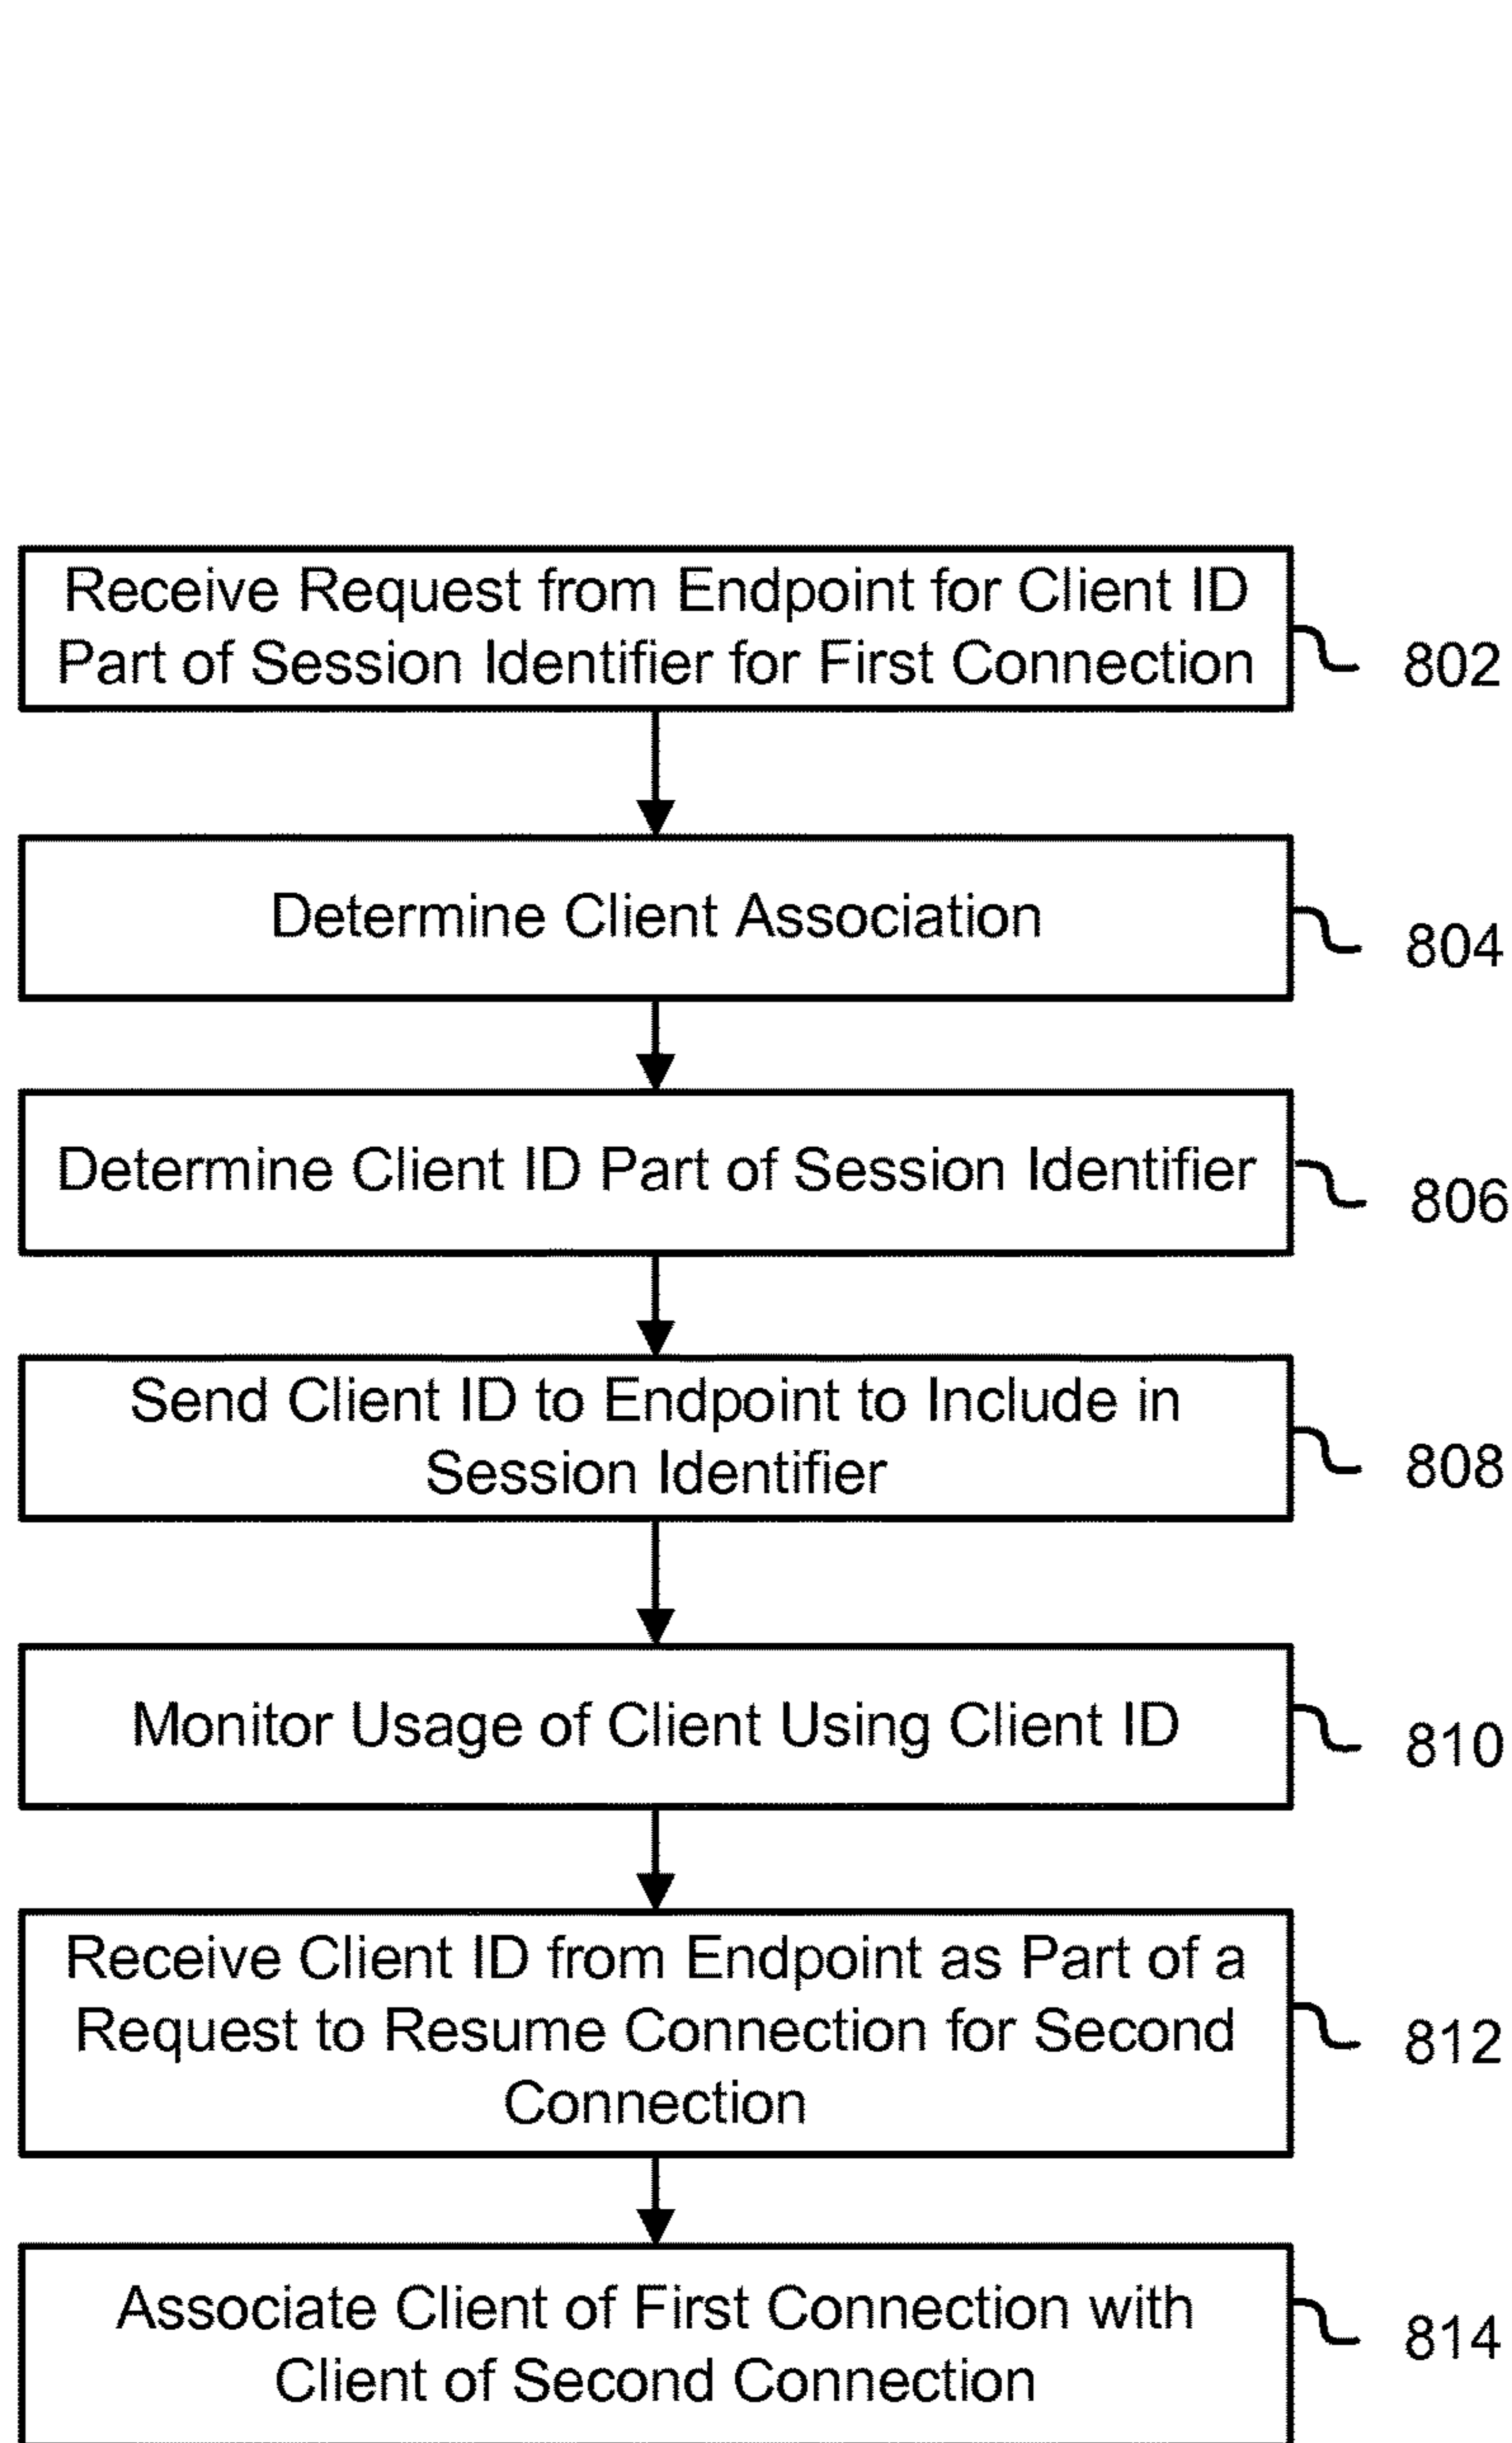 Receive Request from Endpoint for Client ID
Part of Session Identifier for First Connection
802
Determine Client Association
804
Determine Client ID Part of Session Identifier
806
Send Client ID to Endpoint to Include in
Session Identifier
808
Monitor Usage of Client Using Client ID
810
Receive Client ID from Endpoint as Part of a
Request to Resume Connection for Second
Connection
812
Associate Client of First Connection with
Client of Second Connection
814